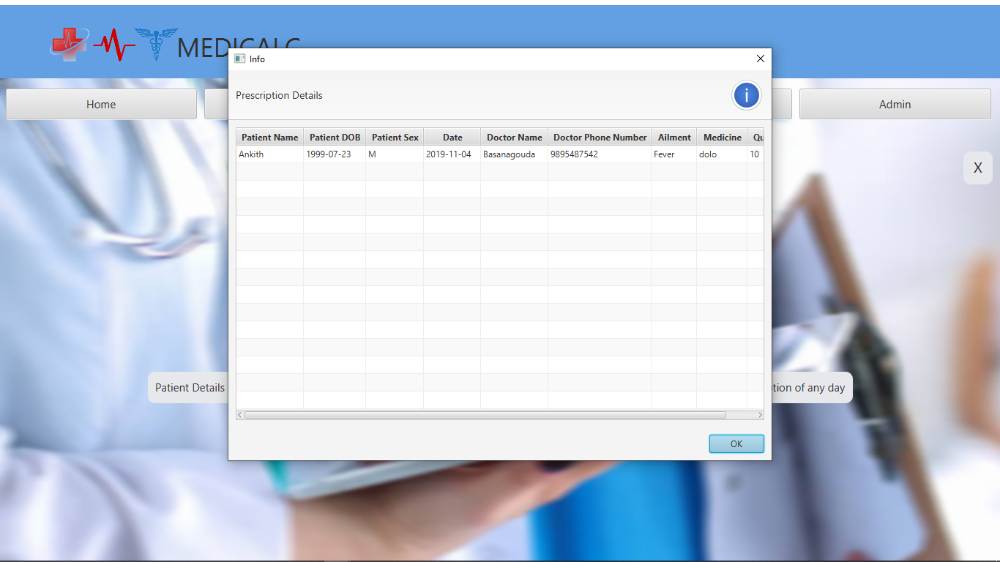 MEDICALC
Info
Prescription Details
i
Home
Admin
Patient Name Patient DOB Patient Sex Date Doctor Name Doctor Phone Number Ailment Medicine Qu
Ankith 1999-07-23 M 2019-11-04 Basanagouda 9895487542 Fever dolo 10
X
Patient Details
tion of any day
OK